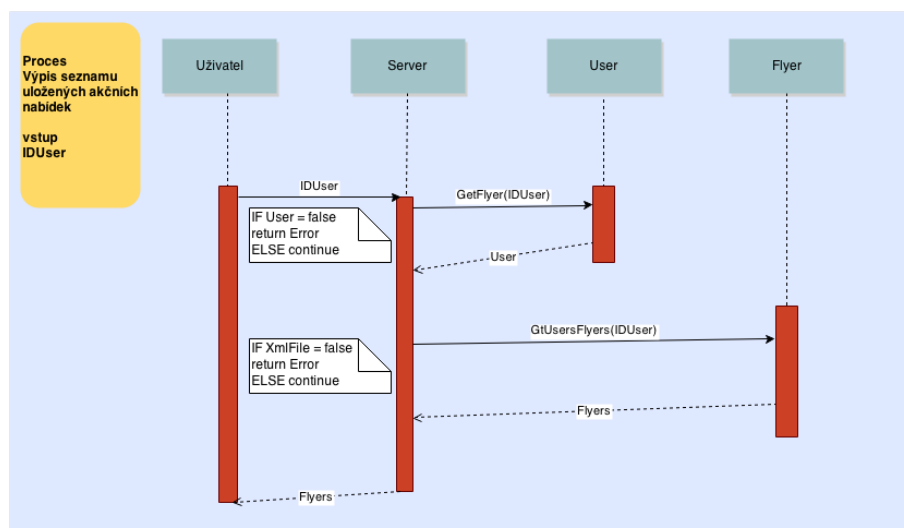 Proces
Výpis seznamu
uložených akčních
nabídek
vstup
IDUser
Uživatel
Server
User
Flyer
IDUser
GetFlyer(IDUser)
IF User = false
return Error
ELSE continue
User
GtUsersFlyers(IDUser)
IF XmlFile = false
return Error
ELSE continue
Flyers
Flyers